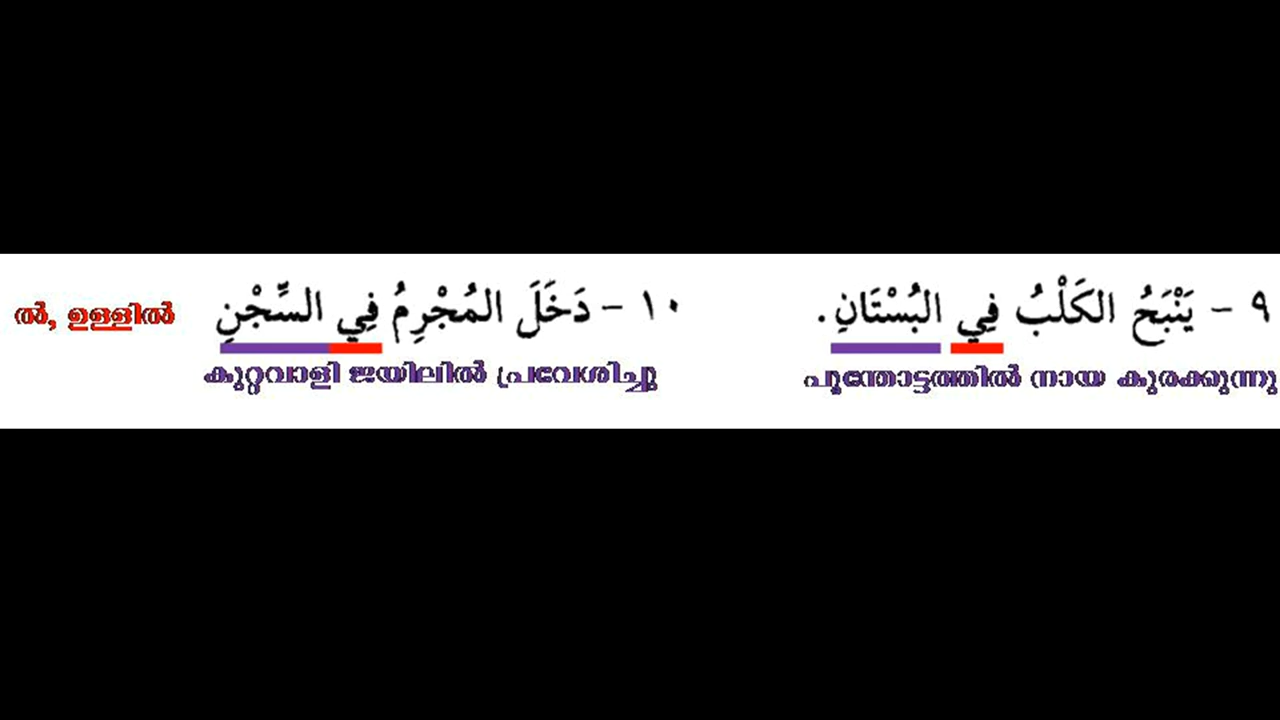 ٩ – يَنْبَحُ الكَلْبُ فِي البُسْتَانِ .
പൂന്തോട്ടത്തിൽ നായ കുരക്കുന്നു
١٠ – دَخَلَ المُجْرِمُ فِي السِّجْنِ
കുറ്റവാളി ജയിലിൽ പ്രവേശിച്ചു
ൽ, ഉള്ളിൽ